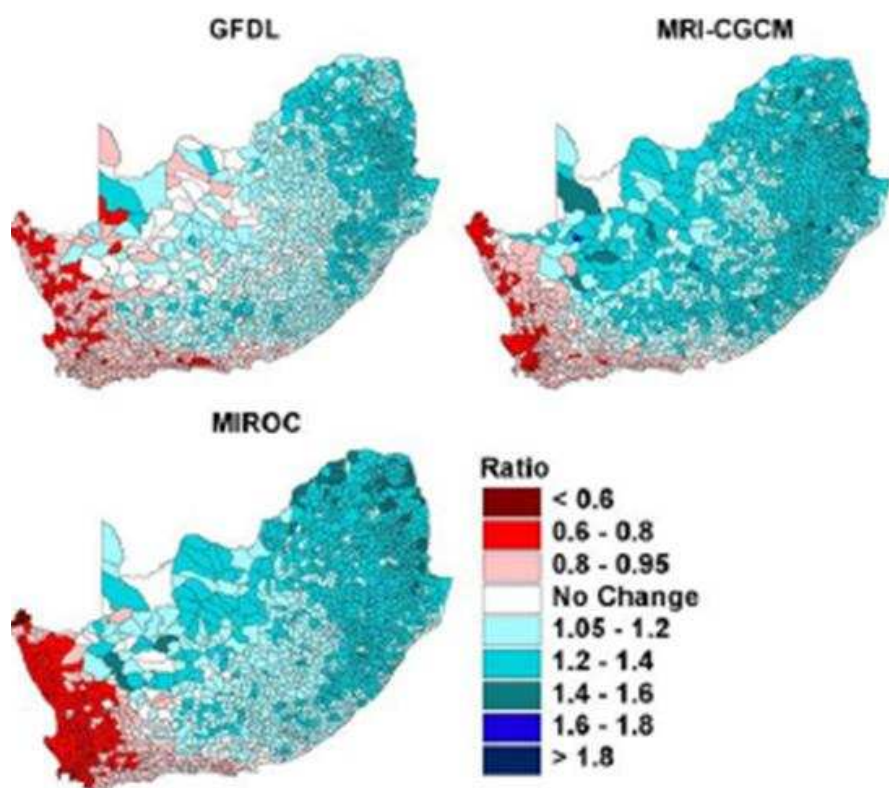 GFDL
MRI-CGCM
MIROC
Ratio
< 0.6
0.6 - 0.8
0.8 - 0.95
No Change
1.05 - 1.2
1.2 - 1.4
1.4 - 1.6
1.6 - 1.8
> 1.8